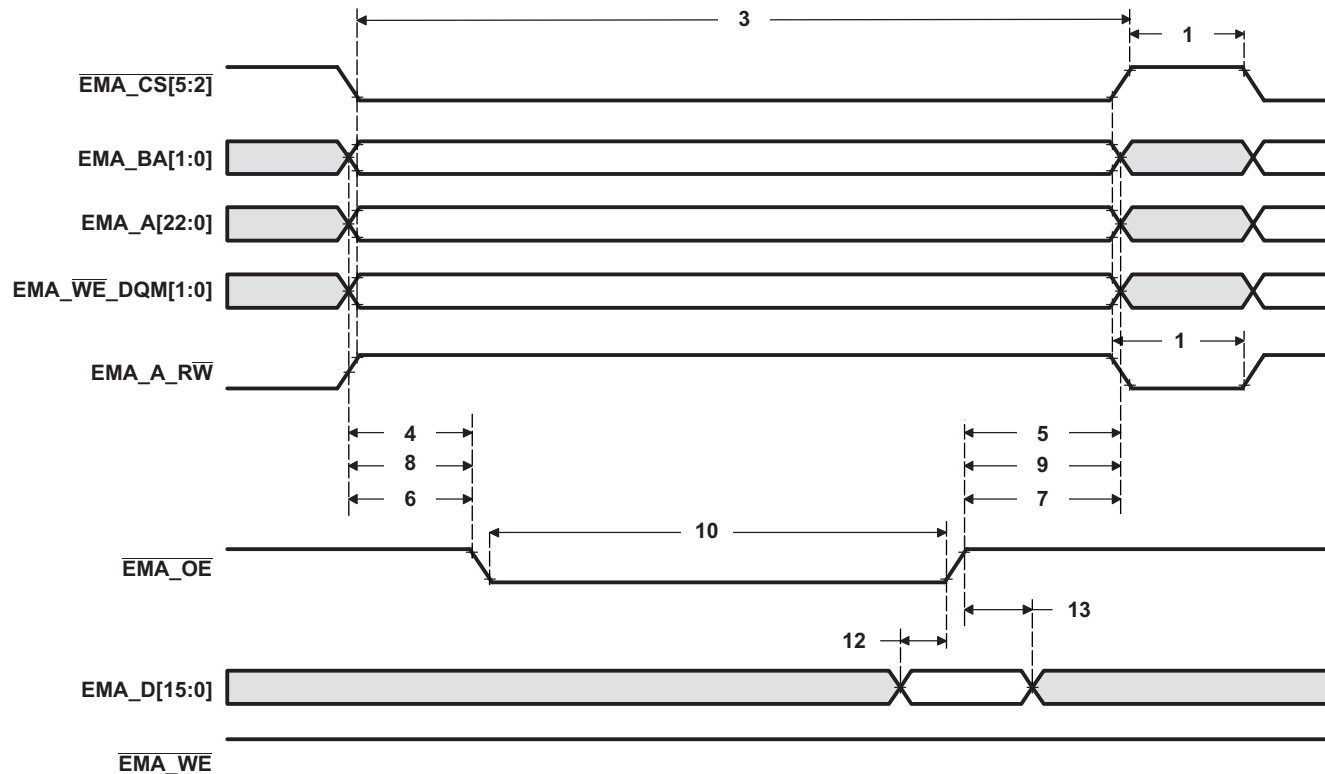 3
1
EMA_CS[5:2]
EMA_BA[1:0]
EMA_A[22:0]
EMA_WE_DQM[1:0]
1
EMA_A_RW
4 5
8 9
6 7
10
EMA_OE
13
12
EMA_D[15:0]
EMA_WE